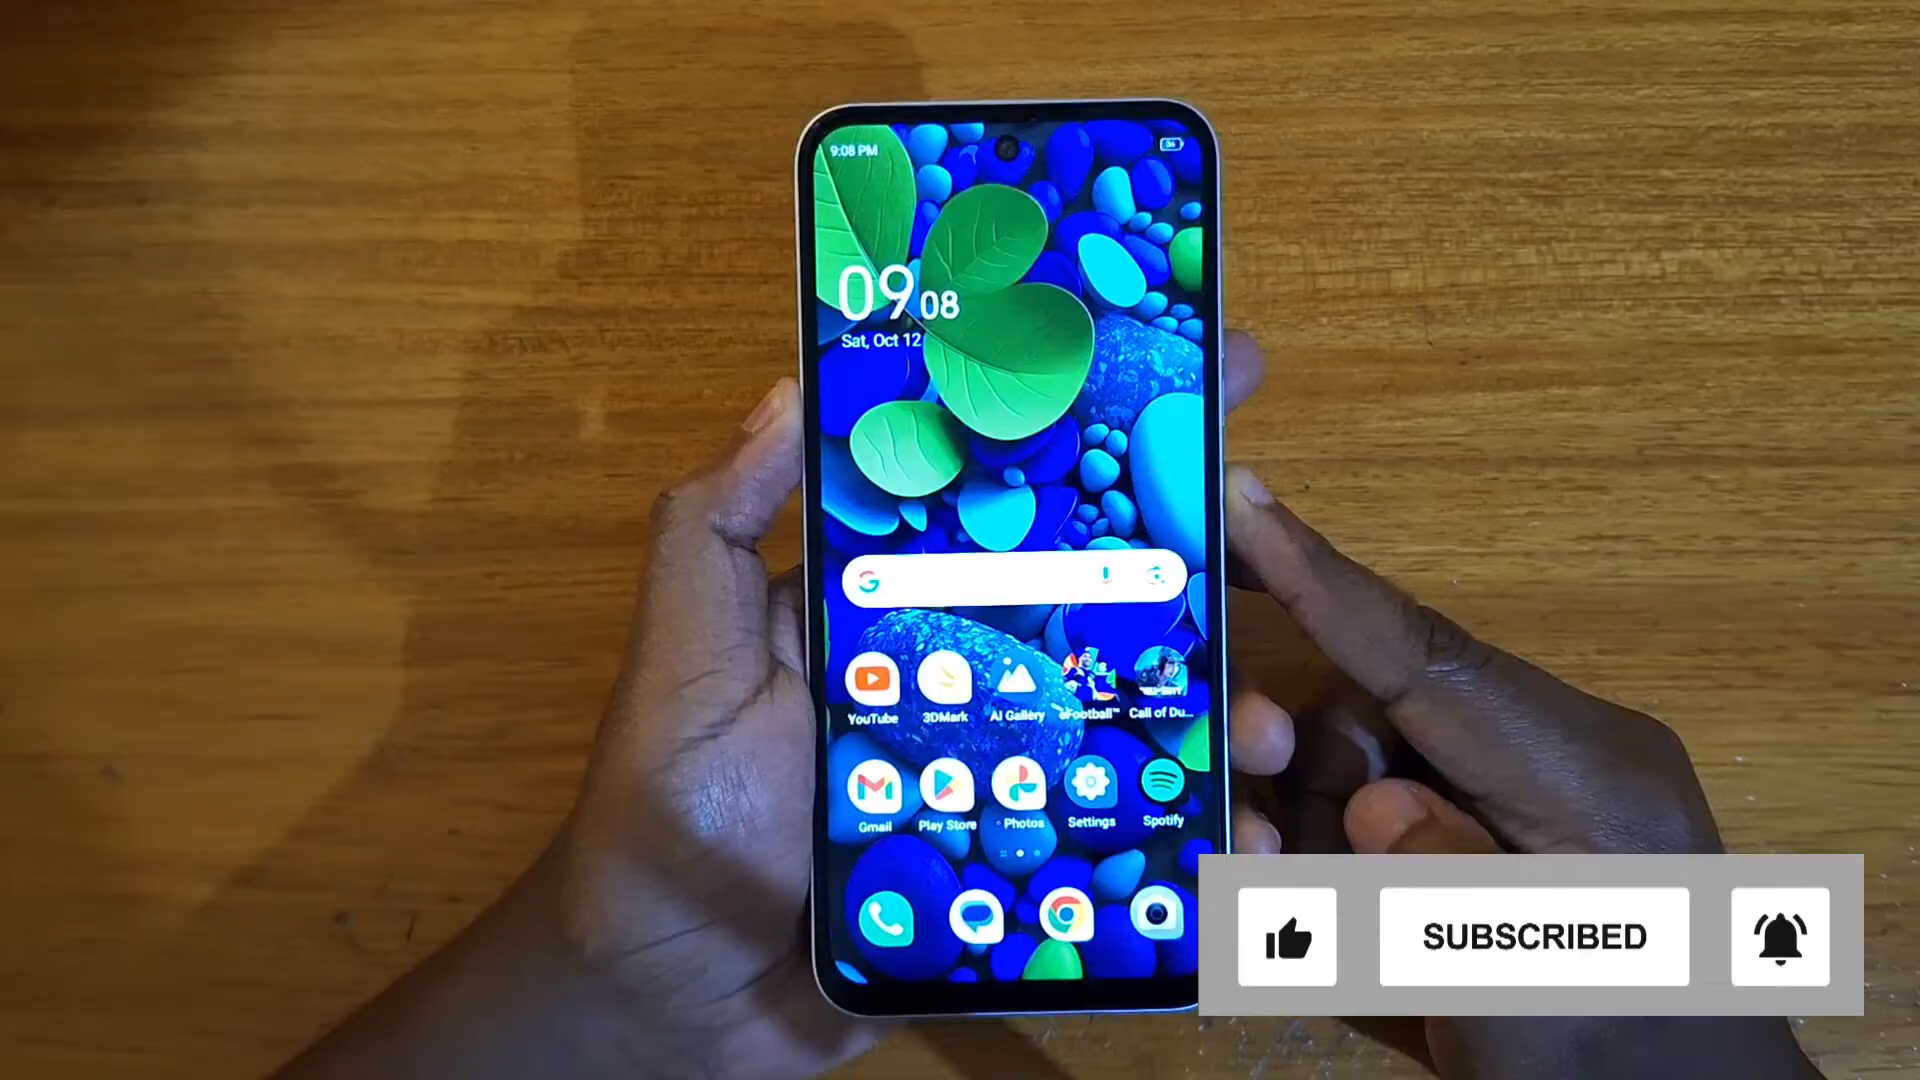 9:08 PM
56
09 08
Sat, Oct 12
G
YouTube
3DMark
AI Gallery
eFootball™
Call of Du...
Gmail
Play Store
Photos
Settings
Spotify
SUBSCRIBED